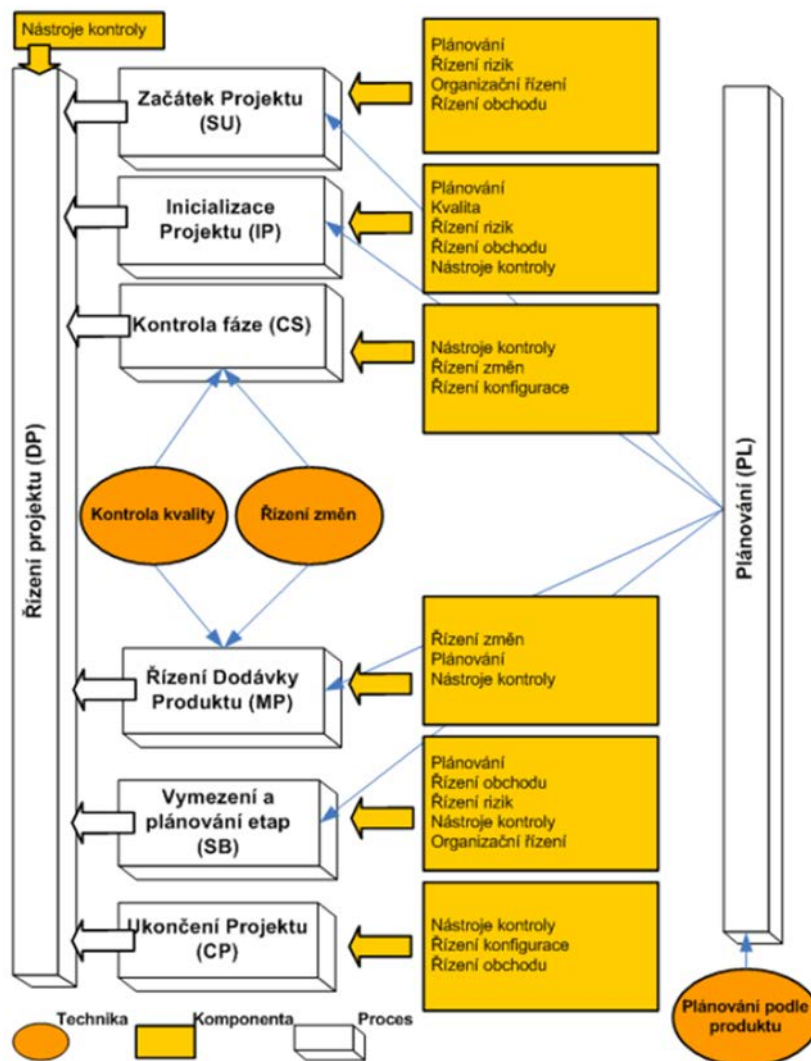 Nástroje kontroly
Začátek Projektu
(SU)
Plánování
Řízení rizik
Organizační řízení
Řízení obchodu
Inicializace
Projektu (IP)
Plánování
Kvalita
Řízení rizik
Řízení obchodu
Nástroje kontroly
Kontrola fáze (CS)
Nástroje kontroly
Řízení změn
Řízení konfigurace
Řízení projektu (DP)
Kontrola kvality
Řízení změn
Plánování (PL)
Řízení Dodávky
Produktu (MP)
Řízení změn
Plánování
Nástroje kontroly
Vymezení a
plánování etap
(SB)
Plánování
Řízení obchodu
Řízení rizik
Nástroje kontroly
Organizační řízení
Ukončení Projektu
(CP)
Nástroje kontroly
Řízení konfigurace
Řízení obchodu
Plánování podle
produktu
Technika
Komponenta
Proces